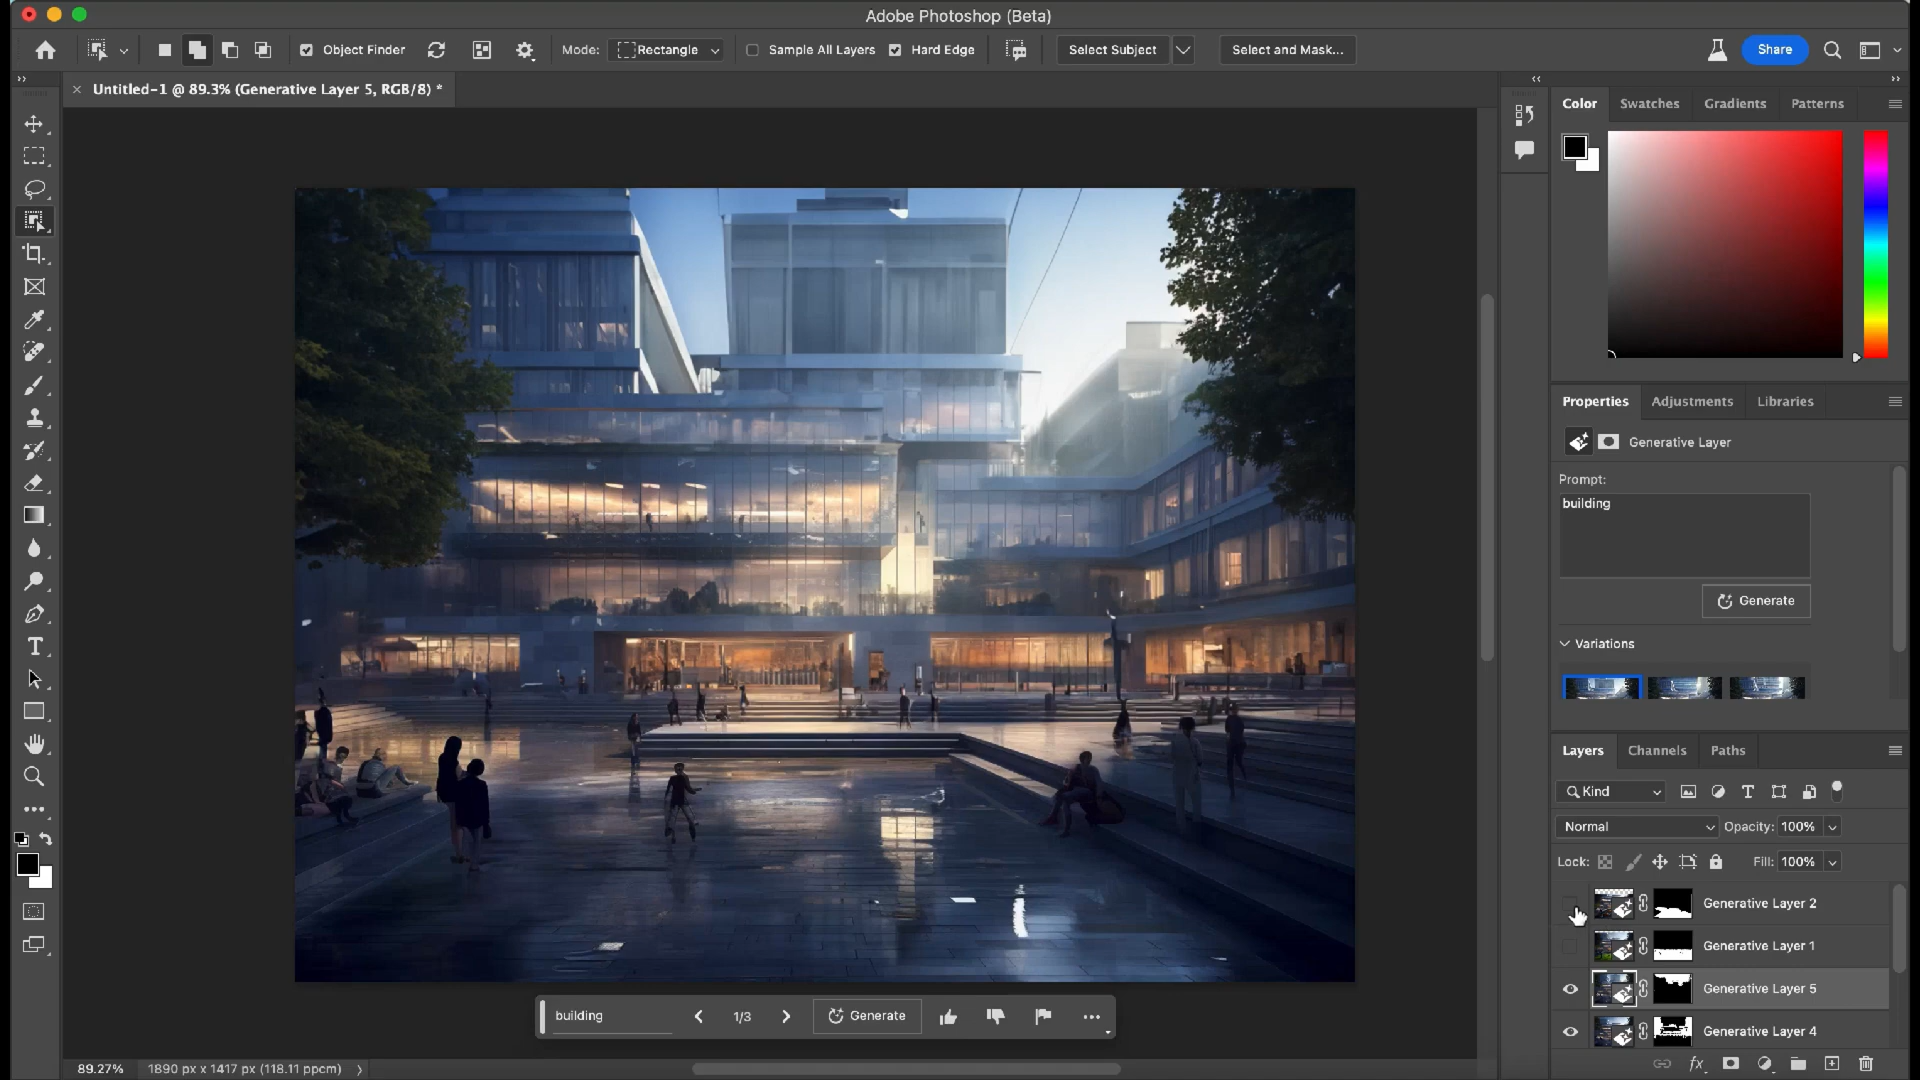 Adobe Photoshop (Beta)
Object Finder
Mode: Rectangle
Sample All Layers
Hard Edge
Select Subject
Select and Mask...
Share
Untitled-1 @ 89.3% (Generative Layer 5, RGB/8) *
Color Swatches Gradients Patterns
Properties Adjustments Libraries
Generative Layer
Prompt:
building
Generate
Variations
Layers Channels Paths
Kind
Normal Opacity: 100%
Lock: Fill: 100%
Generative Layer 2
Generative Layer 1
Generative Layer 5
Generative Layer 4
building 1/3 Generate
89.27% 1890 px x 1417 px (118.11 ppcm)